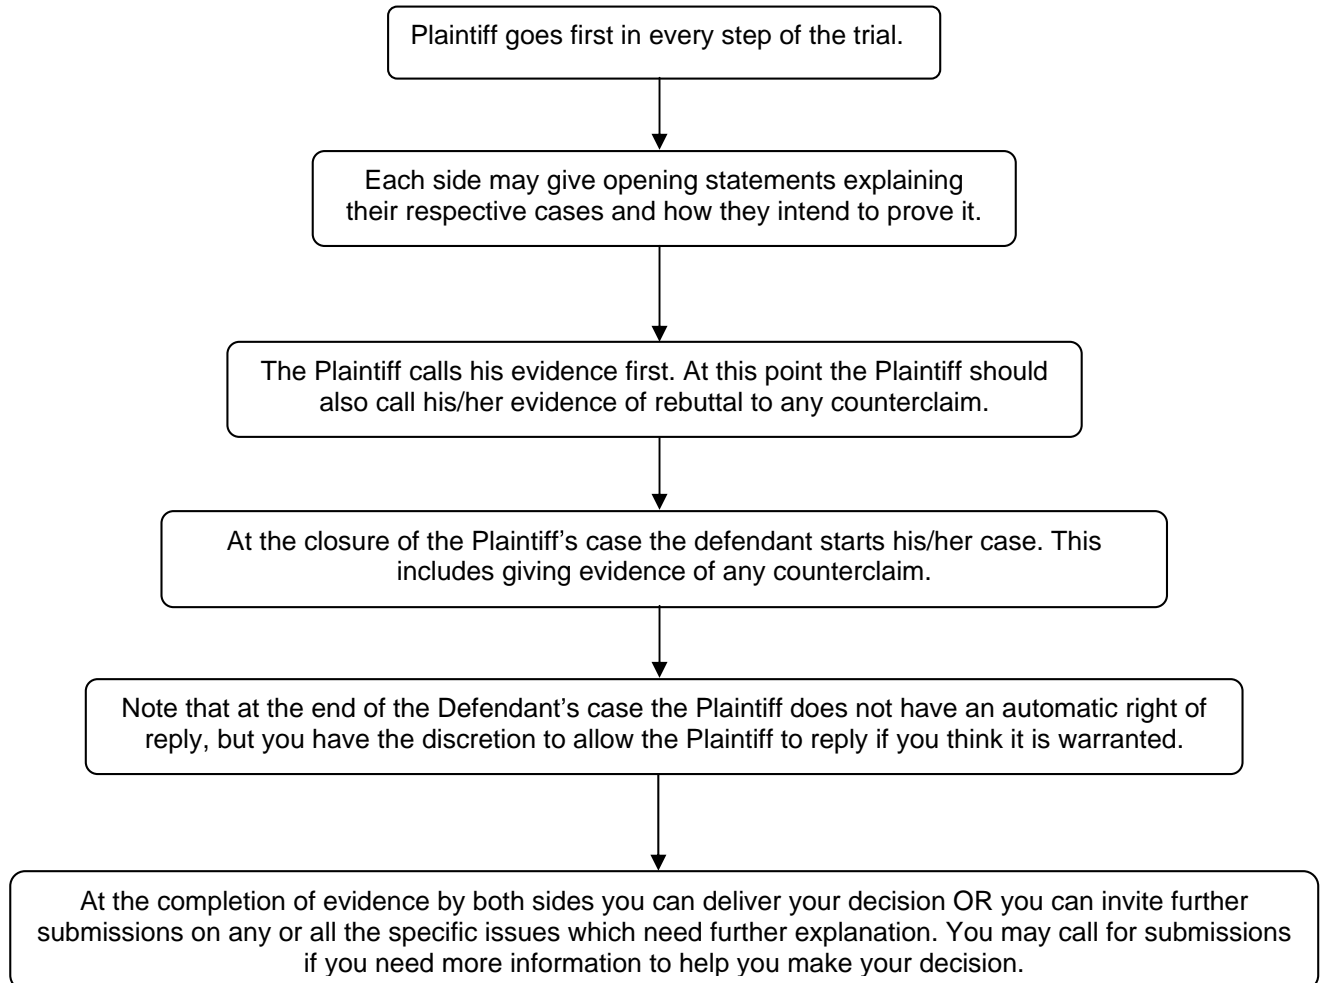 Plaintiff goes first in every step of the trial.
Each side may give opening statements explaining
their respective cases and how they intend to prove it.
The Plaintiff calls his evidence first. At this point the Plaintiff should
also call his/her evidence of rebuttal to any counterclaim.
At the closure of the Plaintiff’s case the defendant starts his/her case. This
includes giving evidence of any counterclaim.
Note that at the end of the Defendant’s case the Plaintiff does not have an automatic right of
reply, but you have the discretion to allow the Plaintiff to reply if you think it is warranted.
At the completion of evidence by both sides you can deliver your decision OR you can invite further
submissions on any or all the specific issues which need further explanation. You may call for submissions
if you need more information to help you make your decision.